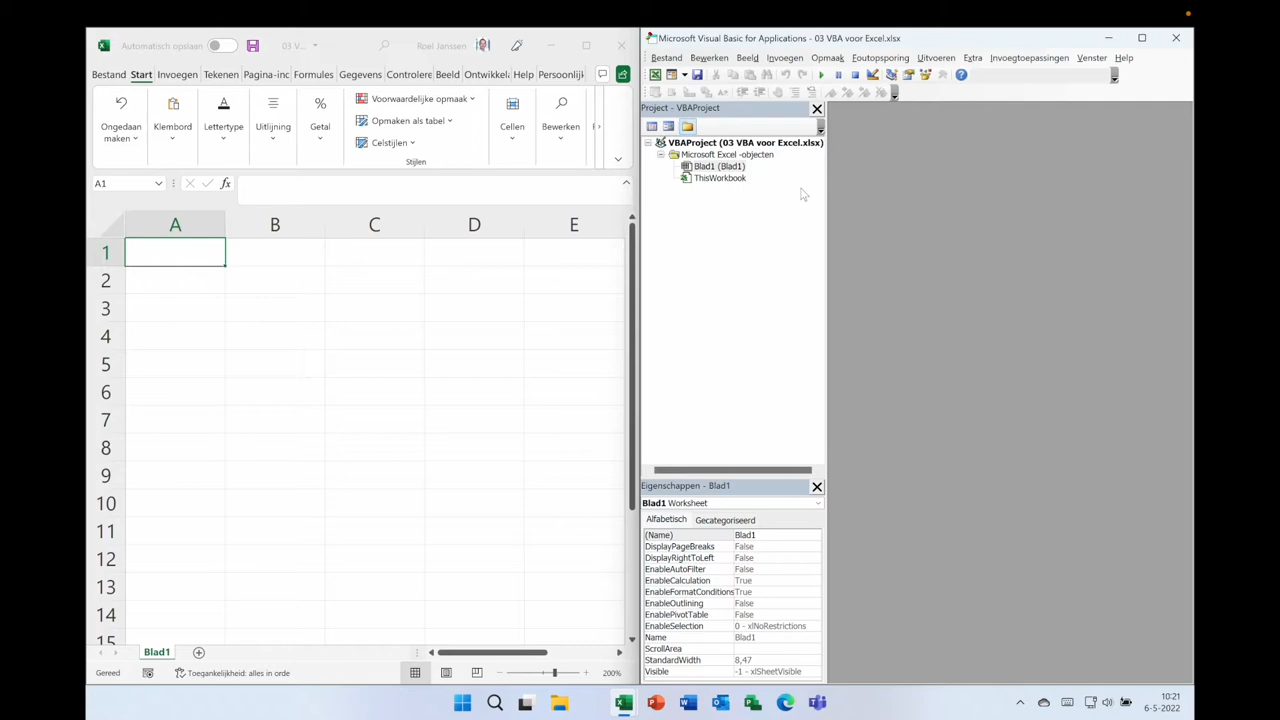 Automatisch opslaan
03 V...
Roel Janssen
Bestand Start Invoegen Tekenen Pagina-inc Formules Gegevens Controlere Beeld Ontwikkel Help Persoonlijk
Ongedaan maken
Klembord
Lettertype
Uitlijning
Getal
Voorwaardelijke opmaak
Opmaken als tabel
Celstijlen
Stijlen
Cellen
Bewerken
A1
fx
A B C D E
1
2
3
4
5
6
7
8
9
10
11
12
13
14
15
Blad1
Gereed
Toegankelijkheid: alles in orde
200%
Microsoft Visual Basic for Applications - 03 VBA voor Excel.xlsx
Bestand Bewerken Beeld Invoegen Opmaak Foutopsporing Uitvoeren Extra Invoegtoepassingen Venster Help
Project - VBAProject
VBAProject (03 VBA voor Excel.xlsx)
Microsoft Excel -objecten
Blad1 (Blad1)
ThisWorkbook
Eigenschappen - Blad1
Blad1 Worksheet
Alfabetisch Gecategoriseerd
(Name) Blad1
DisplayPageBreaks False
DisplayRightToLeft False
EnableAutoFilter False
EnableCalculation True
EnableFormatConditions True
EnableOutlining False
EnablePivotTable False
EnableSelection 0 - xlNoRestrictions
Name Blad1
ScrollArea
StandardWidth 8,47
Visible -1 - xlSheetVisible
10:21
6-5-2022